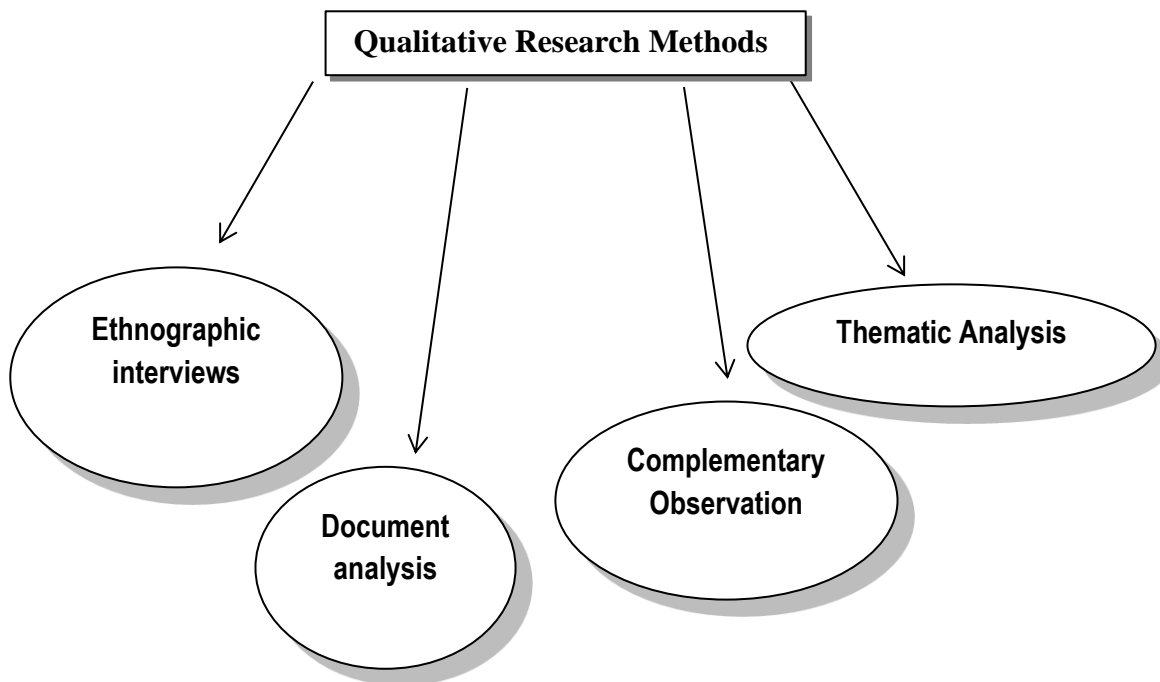 Qualitative Research Methods
Ethnographic
interviews
Document
analysis
Complementary
Observation
Thematic Analysis